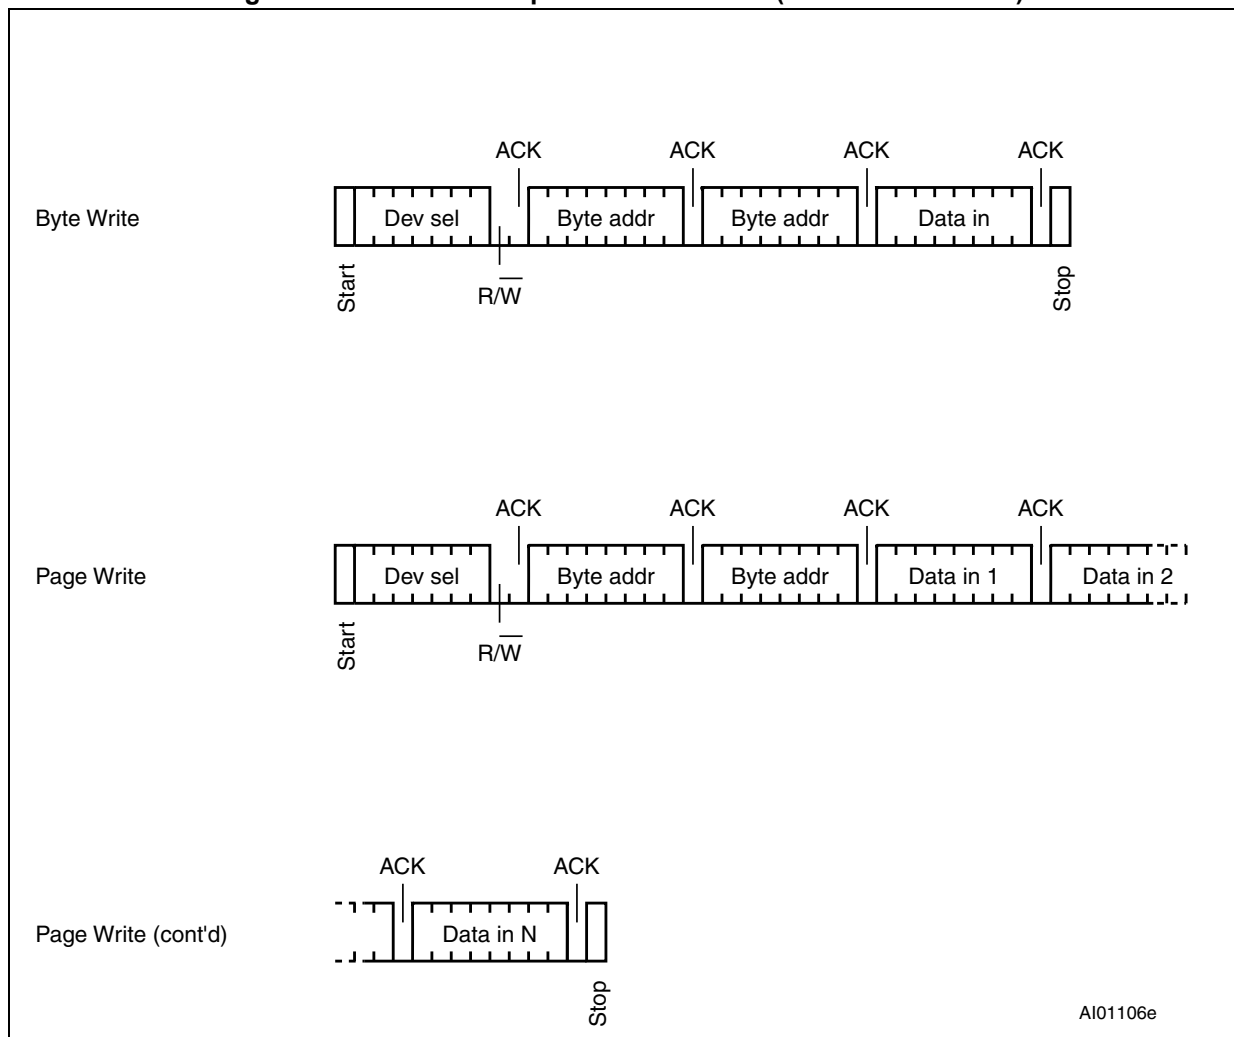 ACK ACK ACK ACK
Byte Write Dev sel Byte addr Byte addr Data in
Start R/W Stop
ACK ACK ACK ACK
Page Write Dev sel Byte addr Byte addr Data in 1 Data in 2
Start R/W
ACK ACK
Page Write (cont'd) Data in N
Stop
AI01106e